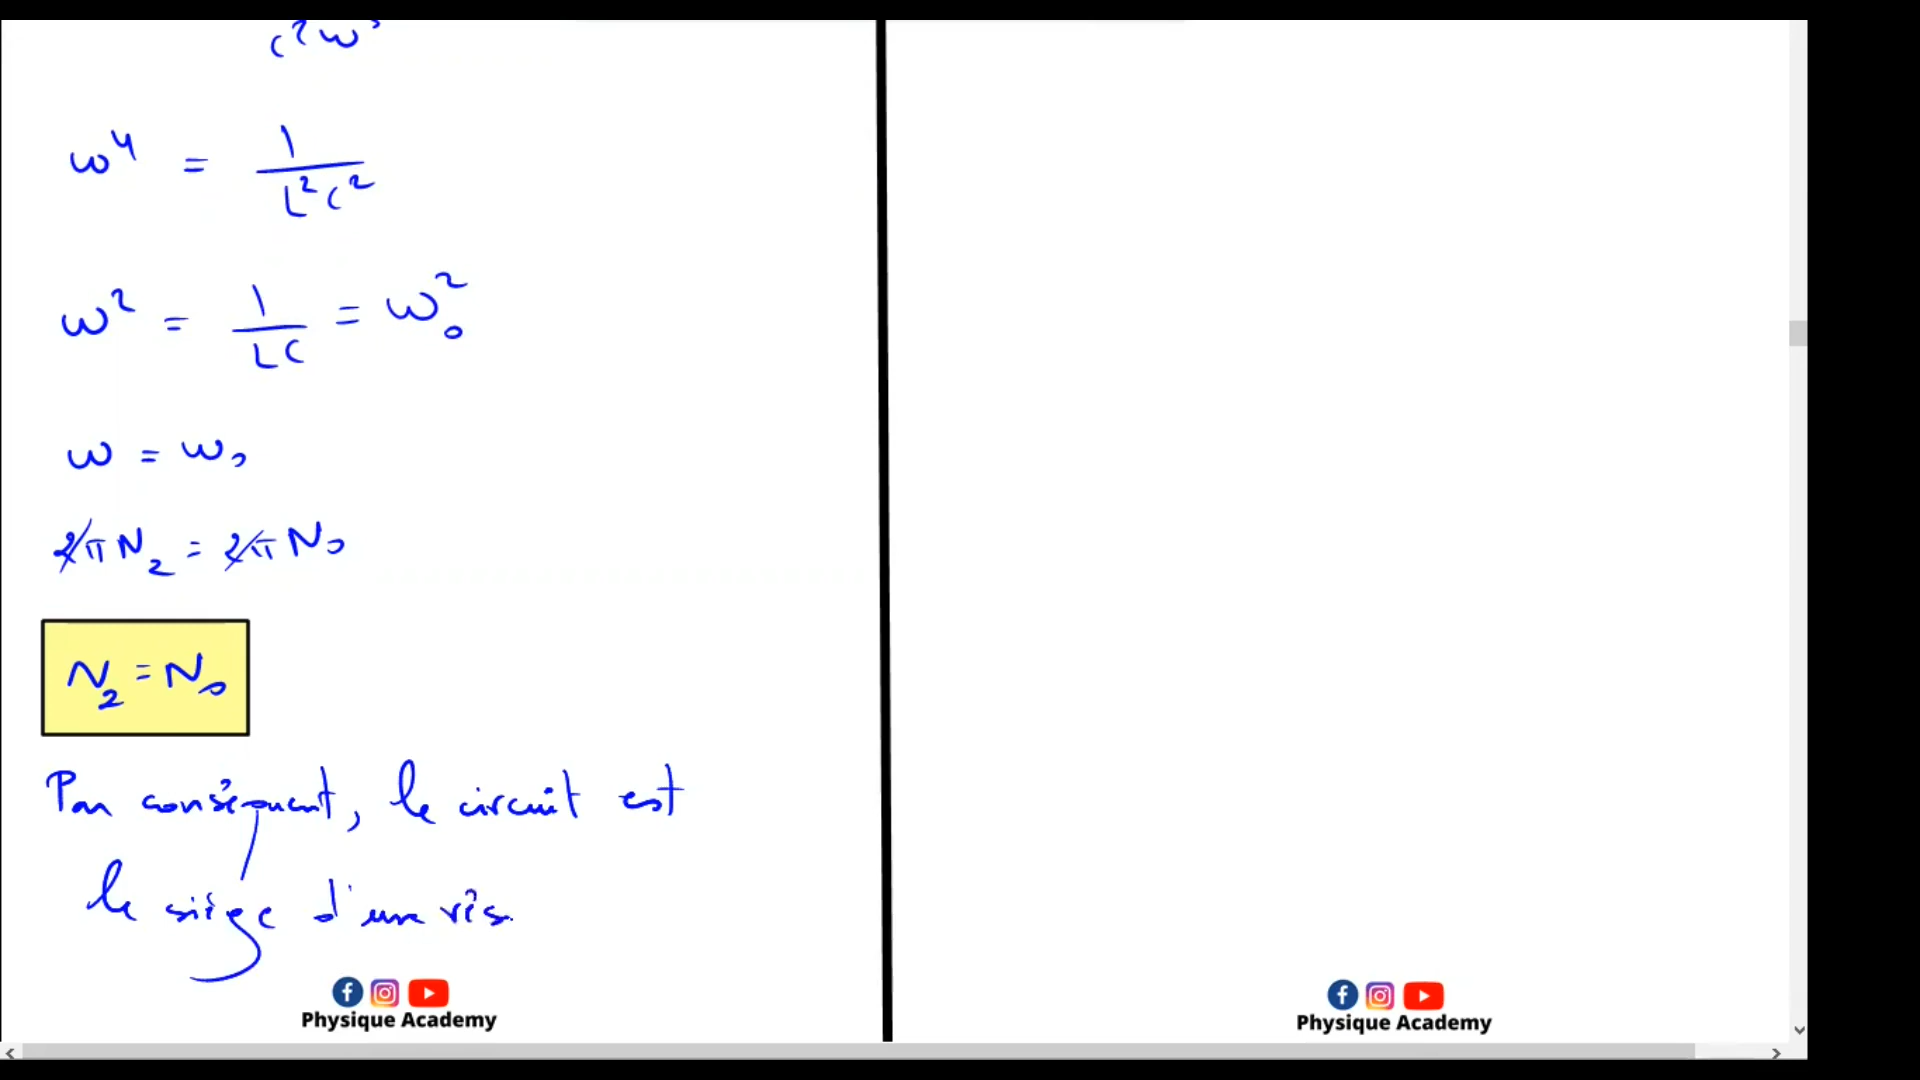 c²ω²
ω⁴ = 1/(L²C²)
ω² = 1/(LC) = ω₀²
ω = ω₀
2πN₂ = 2πN₀
N₂ = N₀
Par conséquent, le circuit est
le siège d'une rés
Physique Academy
Physique Academy